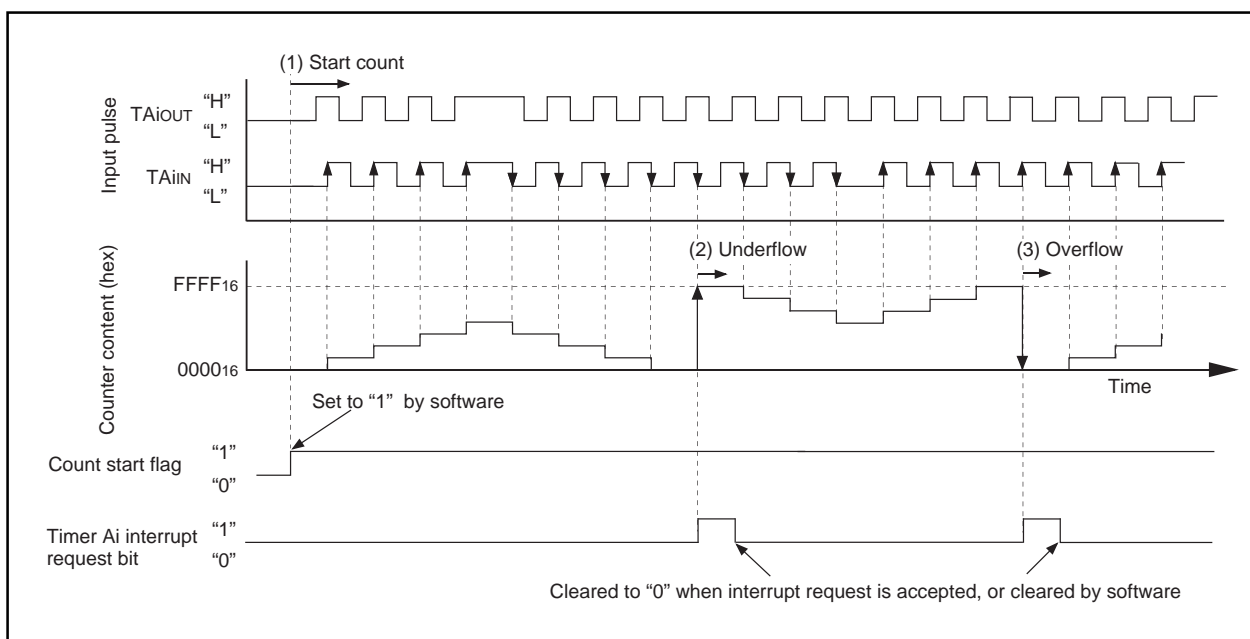 (1) Start count
Input pulse
TAiOUT
“H”
“L”
TAiIN
“H”
“L”
Counter content (hex)
FFFF16
000016
(2) Underflow
(3) Overflow
Time
Set to “1” by software
Count start flag
“1”
“0”
Timer Ai interrupt
request bit
“1”
“0”
Cleared to “0” when interrupt request is accepted, or cleared by software